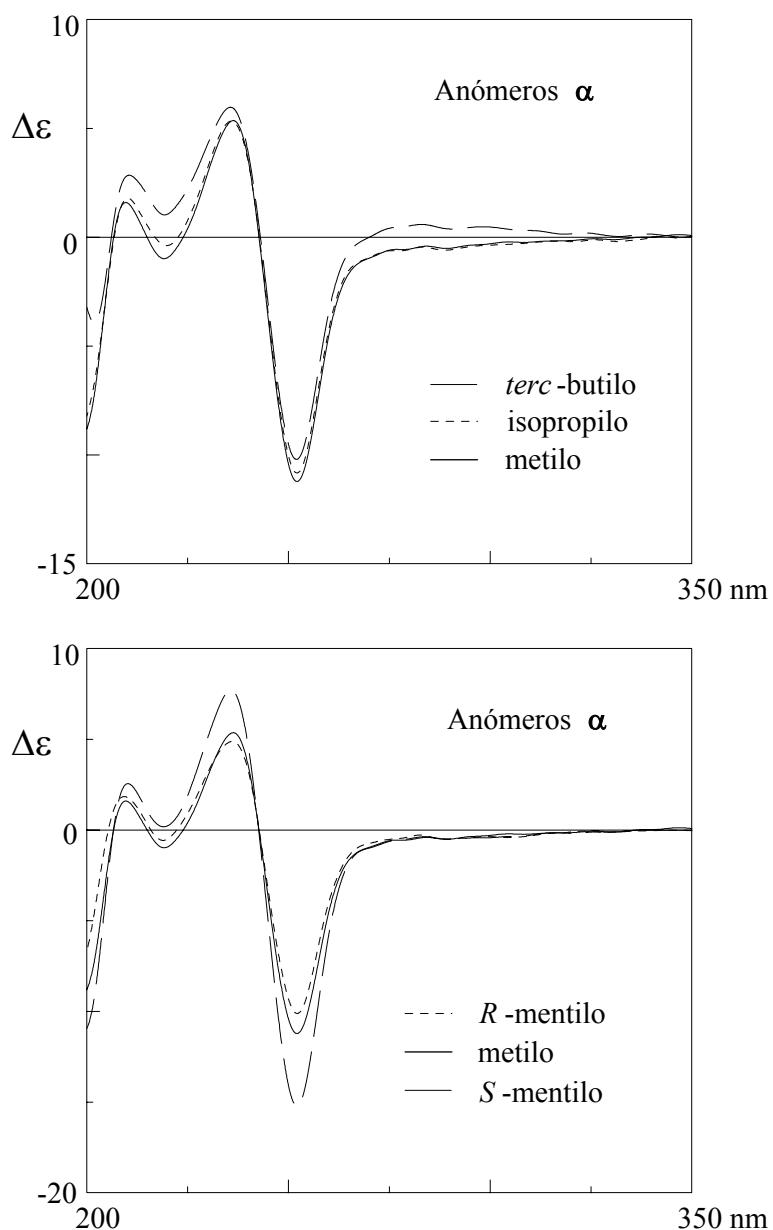 10
Anómeros α
Δε
0
terc-butilo
isopropilo
metilo
-15
200
350 nm
10
Anómeros α
Δε
0
R-mentilo
metilo
S-mentilo
-20
200
350 nm